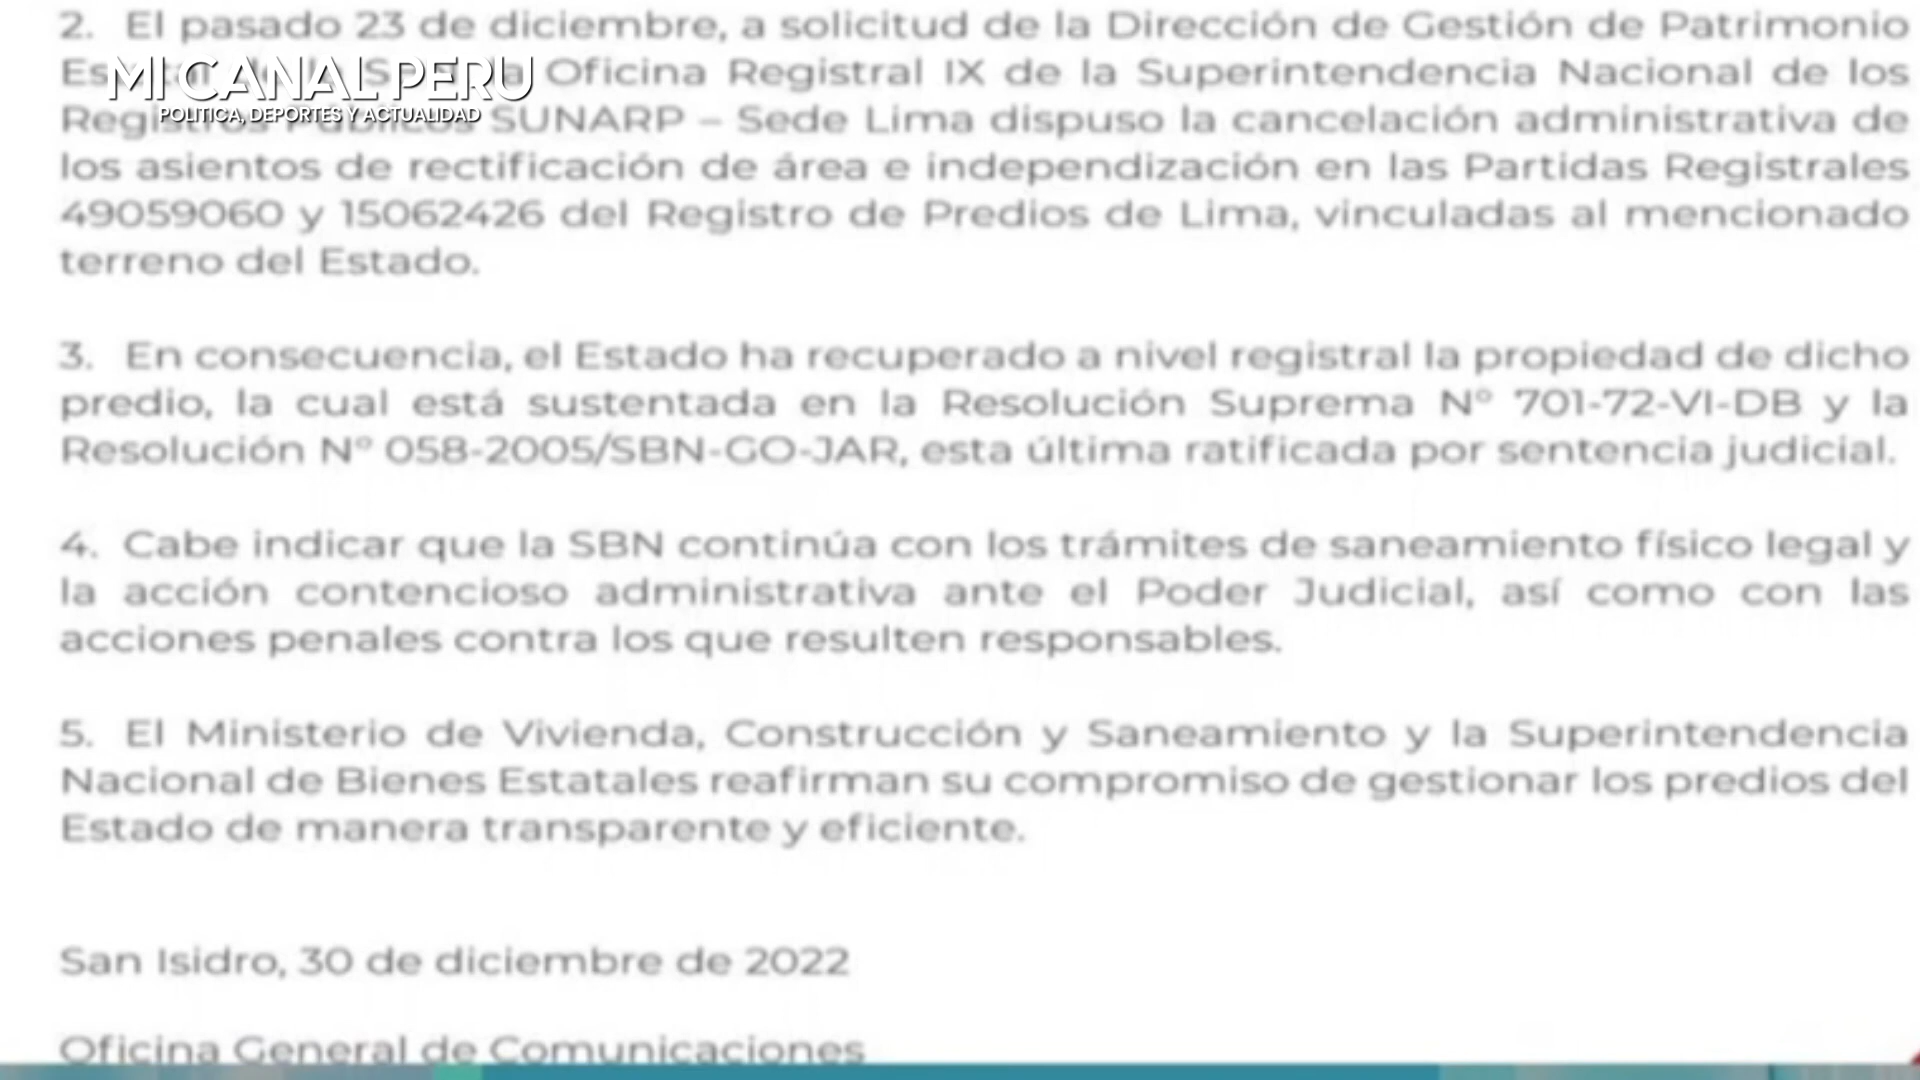 2. El pasado 23 de diciembre, a solicitud de la Dirección de Gestión de Patrimonio
MI CANAL PERU
Oficina Registral IX de la Superintendencia Nacional de los
POLITICA, DEPORTES Y ACTUALIDAD
Registros Públicos SUNARP – Sede Lima dispuso la cancelación administrativa de
los asientos de rectificación de área e independización en las Partidas Registrales
49059060 y 15062426 del Registro de Predios de Lima, vinculadas al mencionado
terreno del Estado.
3. En consecuencia, el Estado ha recuperado a nivel registral la propiedad de dicho
predio, la cual está sustentada en la Resolución Suprema N° 701-72-VI-DB y la
Resolución N° 058-2005/SBN-GO-JAR, esta última ratificada por sentencia judicial.
4. Cabe indicar que la SBN continúa con los trámites de saneamiento físico legal y
la acción contencioso administrativa ante el Poder Judicial, así como con las
acciones penales contra los que resulten responsables.
5. El Ministerio de Vivienda, Construcción y Saneamiento y la Superintendencia
Nacional de Bienes Estatales reafirman su compromiso de gestionar los predios del
Estado de manera transparente y eficiente.
San Isidro, 30 de diciembre de 2022
Oficina General de Comunicaciones